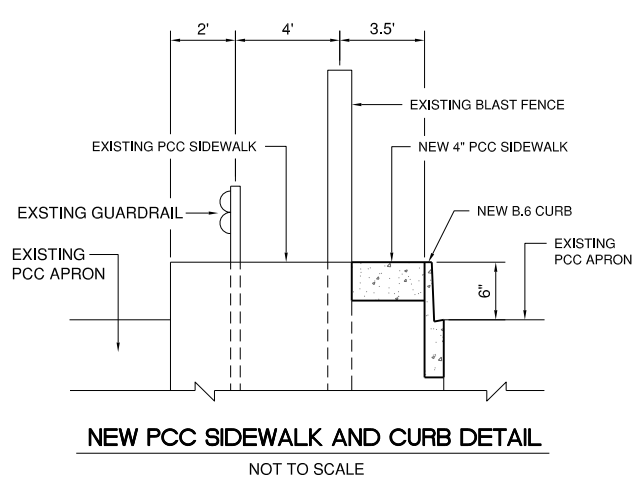 2' 4' 3.5'
EXISTING BLAST FENCE
EXISTING PCC SIDEWALK
NEW 4" PCC SIDEWALK
EXSTING GUARDRAIL
NEW B.6 CURB
EXISTING
PCC APRON
EXISTING
PCC APRON
6"
NEW PCC SIDEWALK AND CURB DETAIL
NOT TO SCALE